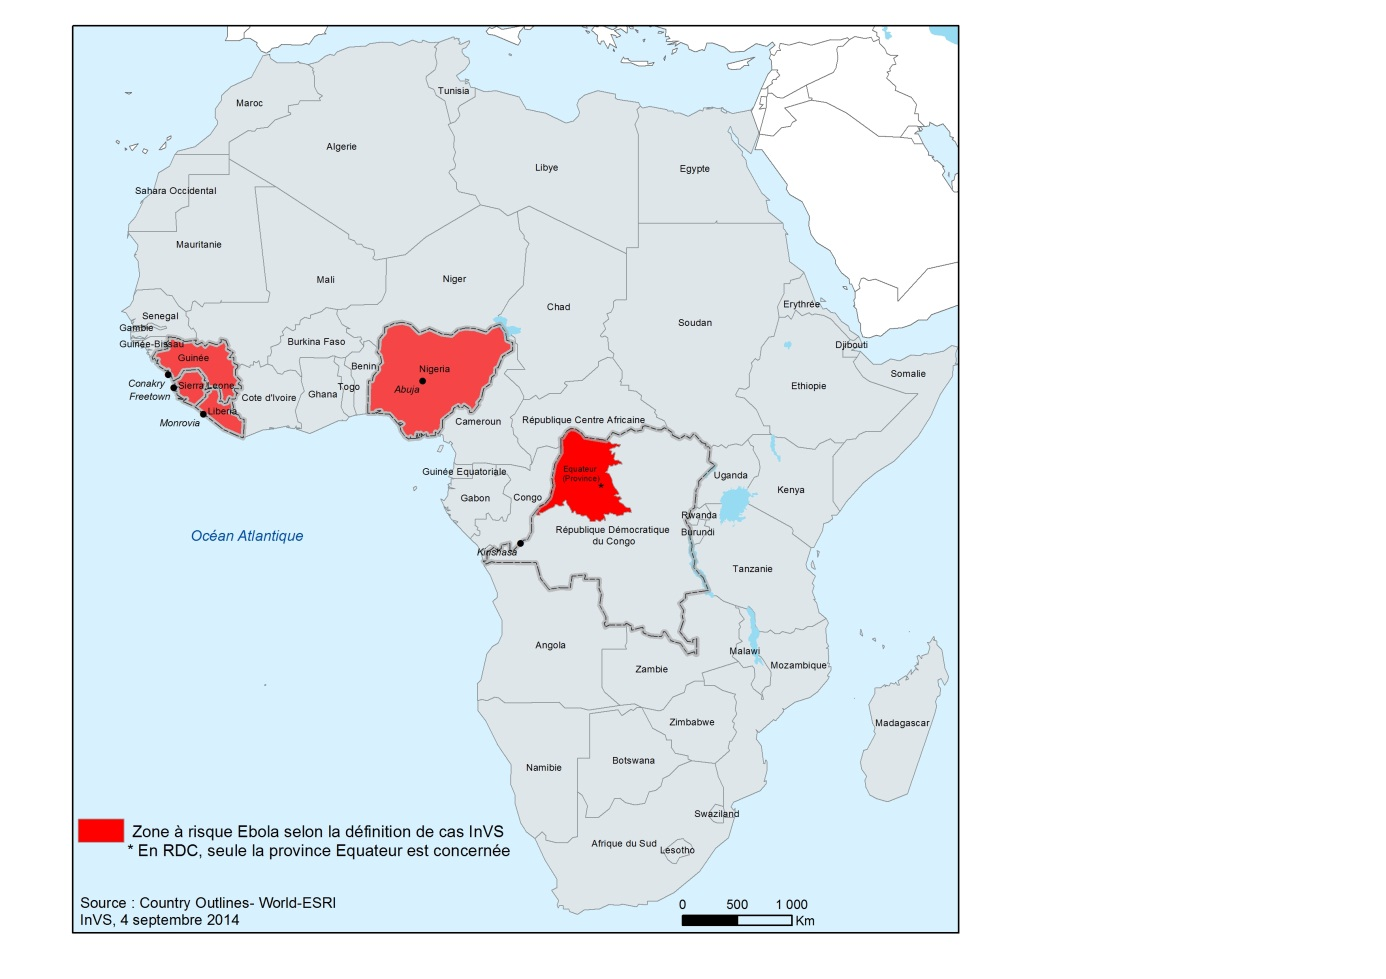 Tunisia
Maroc
Algerie
Libye
Egypte
Sahara Occidental
Mauritanie
Mali
Niger
Chad
Soudan
Erythrée
Senegal
Gambie
Guinée-Bissau
Guinée
Burkina Faso
Djibouti
Benin
Nigeria
Somalie
Conakry
Sierra Leone
Togo
Abuja
Ethiopie
Freetown
Cote d'Ivoire
Ghana
Liberia
Monrovia
Cameroun
République Centre Africaine
Guinée Equatoriale
Equateur
(Province)
*
Uganda
Kenya
Gabon
Congo
Rwanda
République Démocratique
du Congo
Burundi
Océan Atlantique
Kinshasa
Tanzanie
Angola
Malawi
Zambie
Mozambique
Zimbabwe
Madagascar
Namibie
Botswana
Swaziland
Afrique du Sud
Lesotho
Zone à risque Ebola selon la définition de cas InVS
* En RDC, seule la province Equateur est concernée
Source : Country Outlines- World-ESRI
InVS, 4 septembre 2014
0 500 1 000
Km